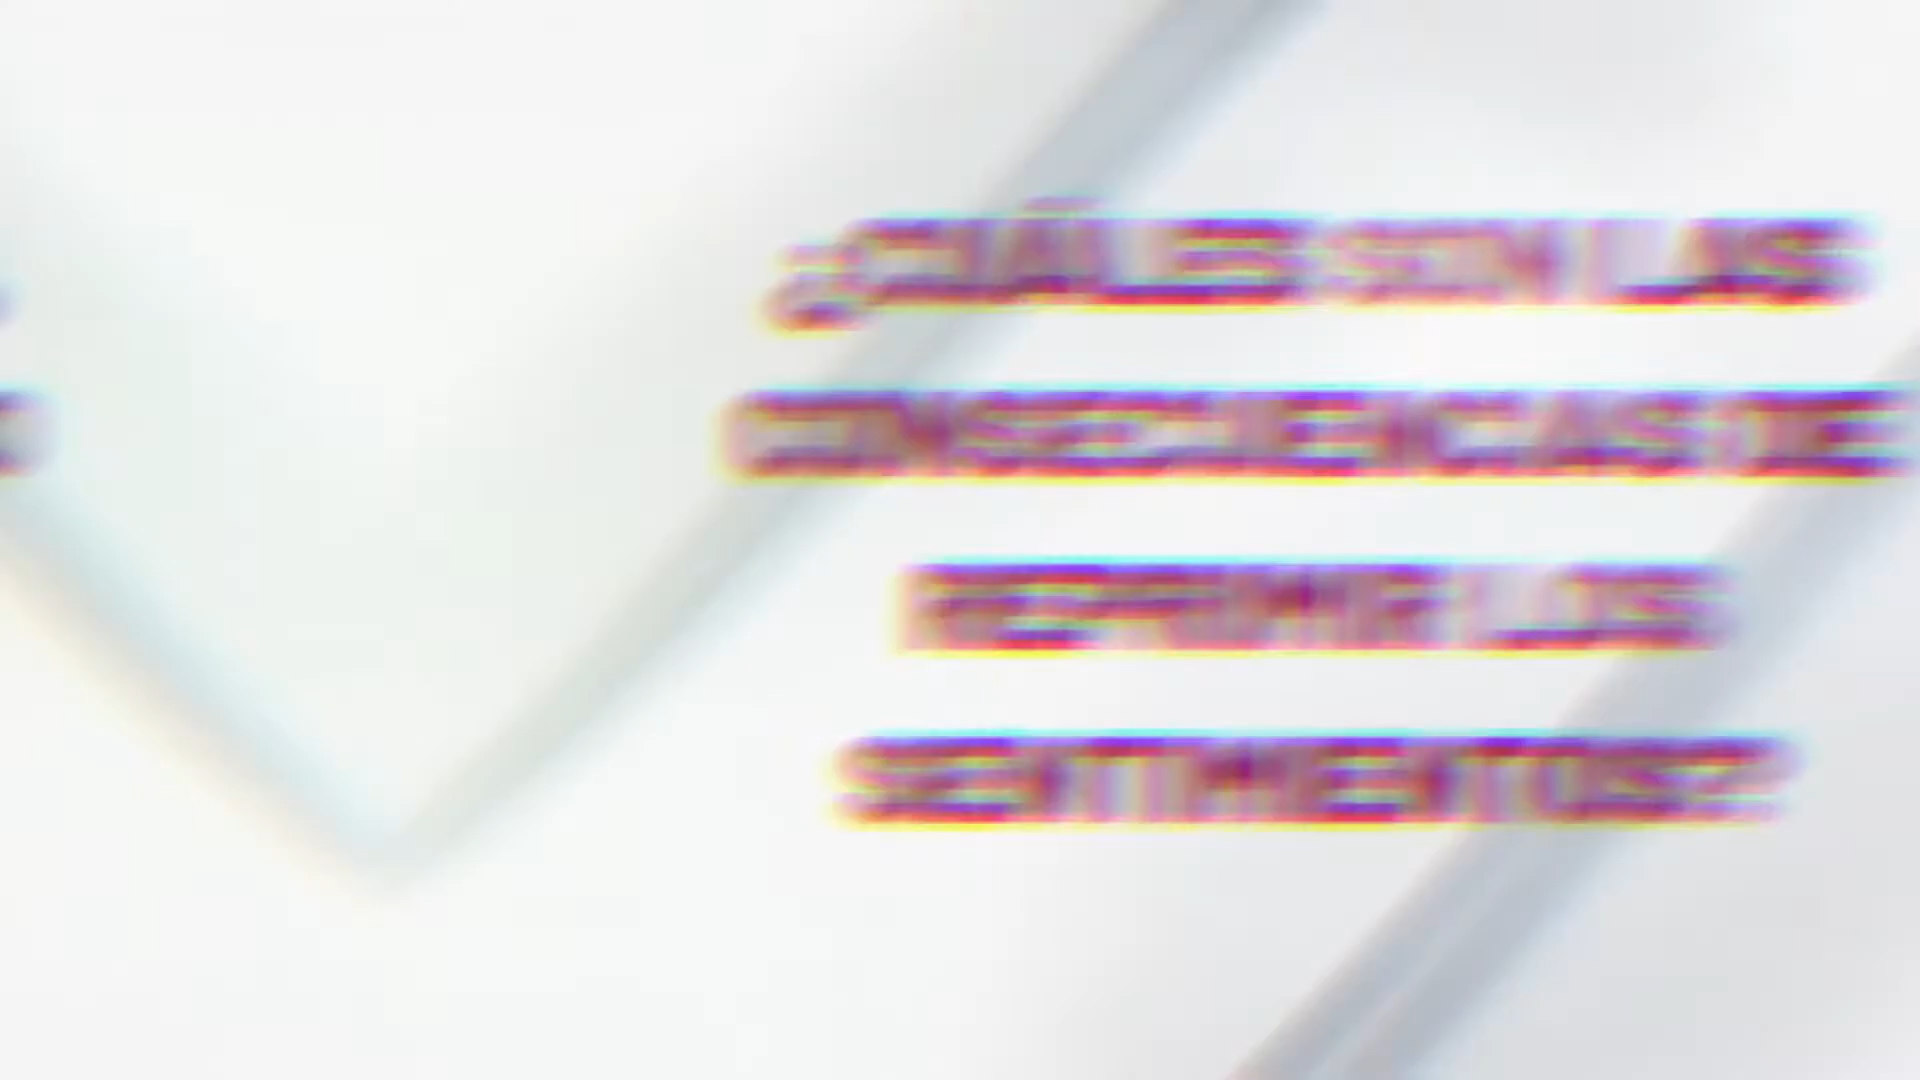 ¿CUÁLES SON LAS
CONSECUENCIAS DE
REPRIMIR LOS
SENTIMIENTOS?